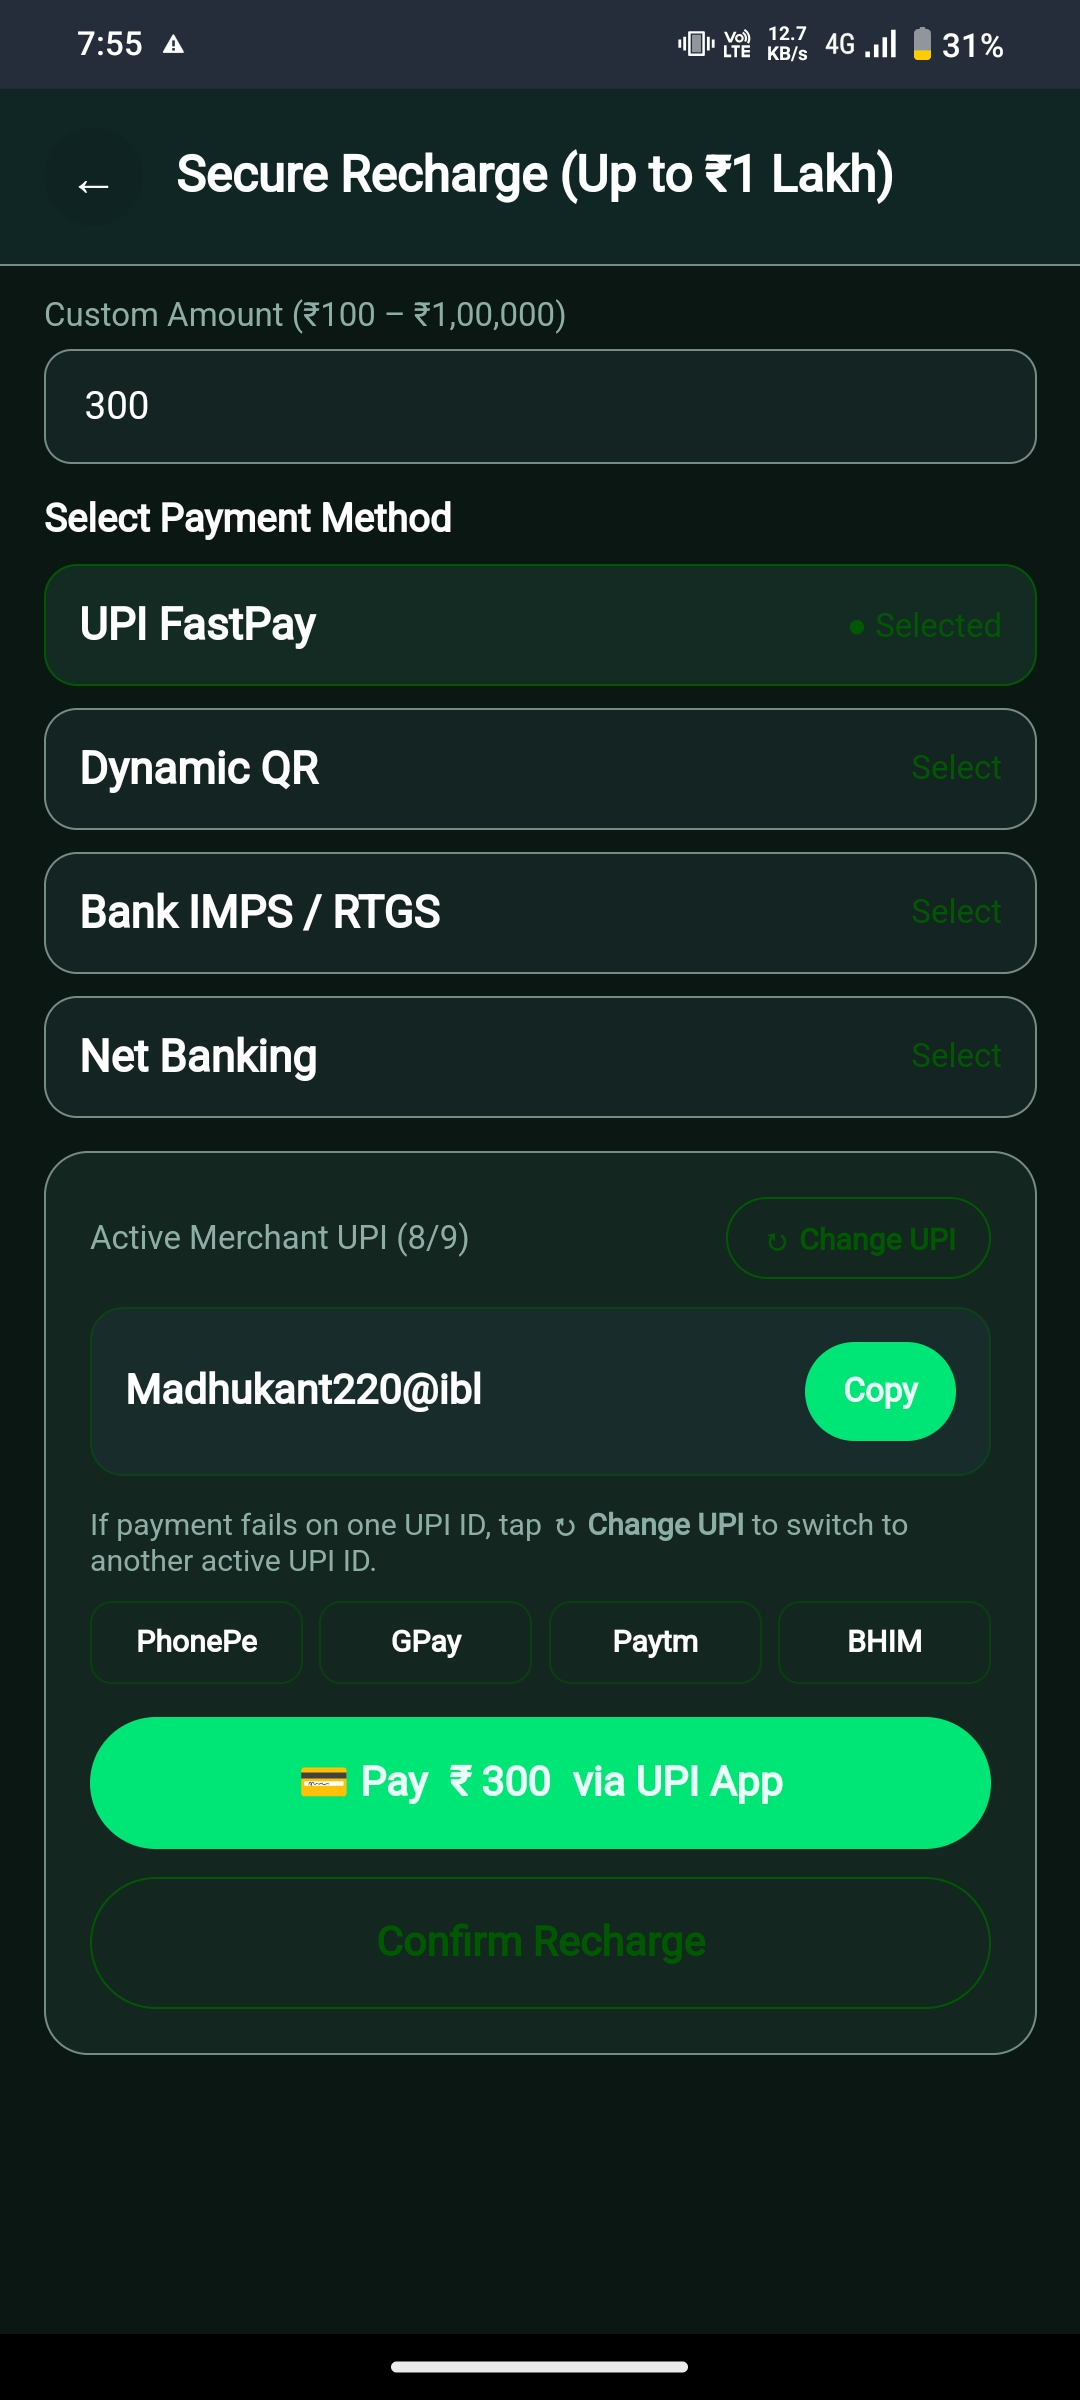 7:55
Vo)) LTE 12.7 KB/s 4G 31%
← Secure Recharge (Up to ₹1 Lakh)
Custom Amount (₹100 – ₹1,00,000)
300
Select Payment Method
UPI FastPay ● Selected
Dynamic QR Select
Bank IMPS / RTGS Select
Net Banking Select
Active Merchant UPI (8/9) ↻ Change UPI
Madhukant220@ibl Copy
If payment fails on one UPI ID, tap ↻ Change UPI to switch to
another active UPI ID.
PhonePe GPay Paytm BHIM
💳 Pay ₹ 300 via UPI App
Confirm Recharge